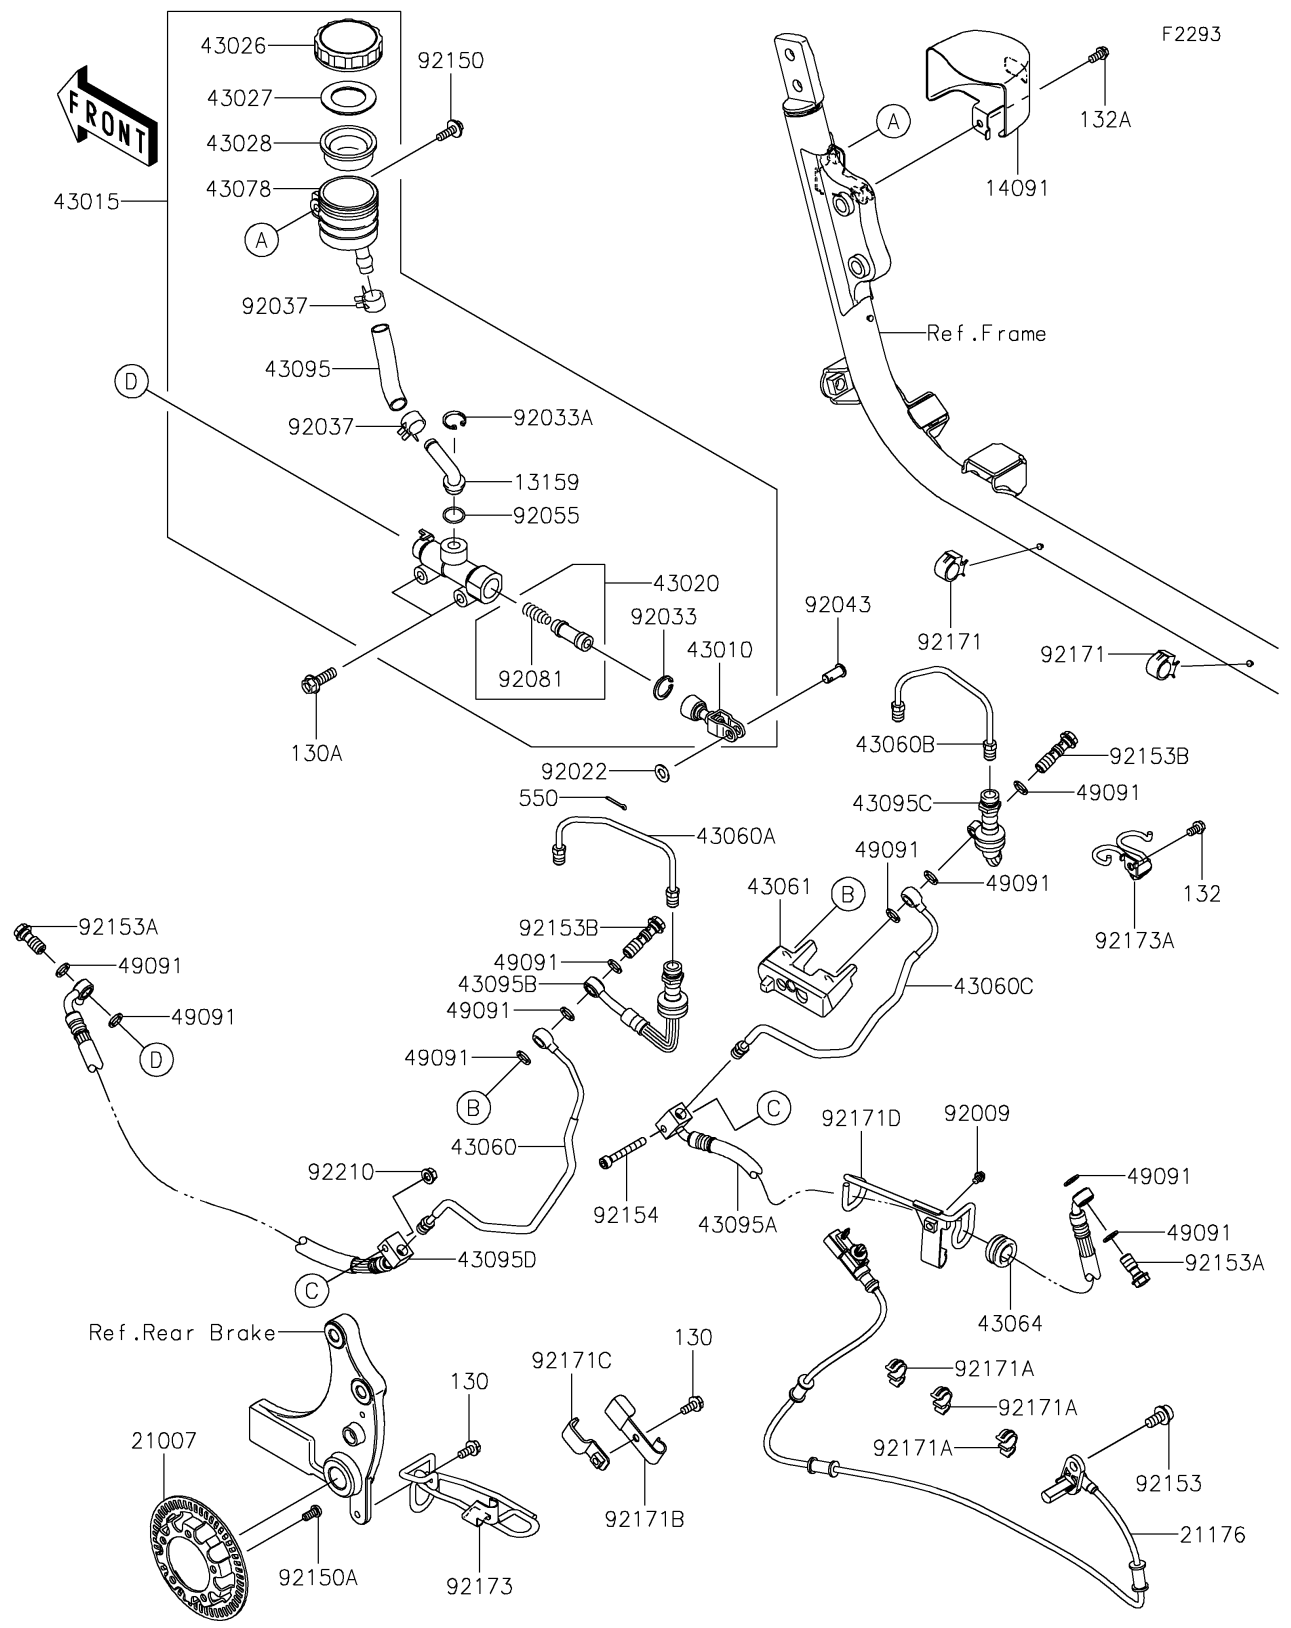 F2293
43026
92150
43027
FRONT
132A
A
43028
43078
14091
43015
A
92037
Ref.Frame
43095
D
92033A
92037
13159
92055
43020
92043
92033
92171
43010
92171
92081
43060B
130A
92153B
92022
49091
550
43095C
43060A
49091
49091
43061
B
132
92153A
92153B
92173A
49091
49091
43095B
43060C
49091
49091
D
49091
B
C
92171D
92009
43060
92210
49091
92154
43095A
49091
43095D
92153A
C
43064
Ref.Rear Brake
130
92171C
92171A
130
92171A
21007
92171A
92153
92171B
21176
92150A
92173